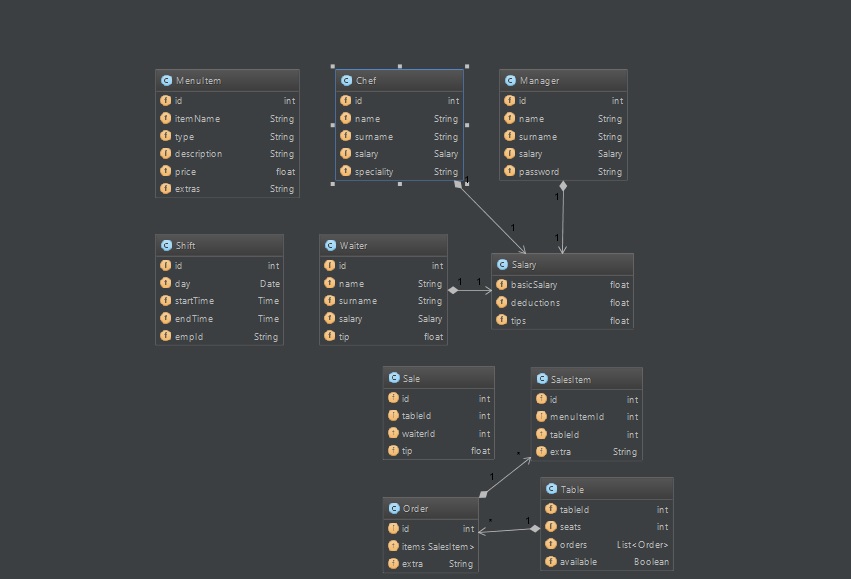 C MenuItem
f id int
f itemName String
f type String
f description String
f price float
f extras String
C Chef
f id int
f name String
f surname String
f salary Salary
f speciality String
C Manager
f id int
f name String
f surname String
f salary Salary
f password String
1
1
1
1
C Shift
f id int
f day Date
f startTime Time
f endTime Time
f empId String
C Waiter
f id int
f name String
f surname String
f salary Salary
f tip float
1 1
C Salary
f basicSalary float
f deductions float
f tips float
C Sale
f id int
f tableId int
f waiterId int
f tip float
C SalesItem
f id int
f menuItemId int
f tableId int
f extra String
*
1
C Order
f id int
f items SalesItem>
f extra String
* 1
C Table
f tableId int
f seats int
f orders List<Order>
f available Boolean